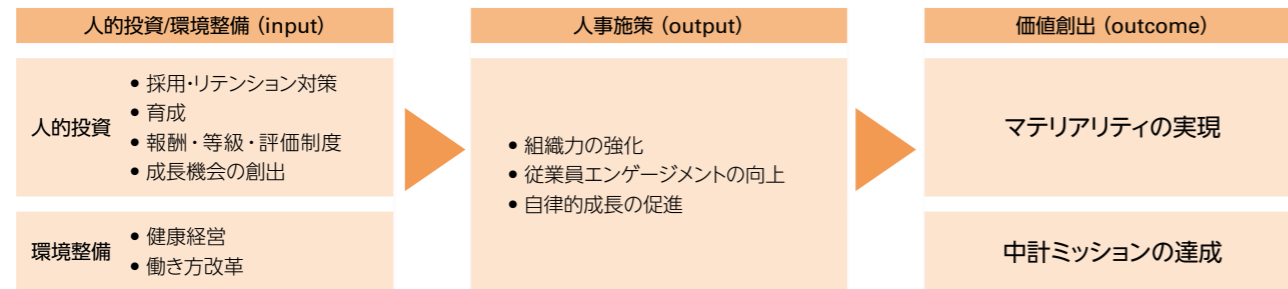 人的投資/環境整備（input）
人事施策（output）
価値創出（outcome）
人的投資
• 採用・リテンション対策
• 育成
• 報酬・等級・評価制度
• 成長機会の創出
環境整備
• 健康経営
• 働き方改革
• 組織力の強化
• 従業員エンゲージメントの向上
• 自律的成長の促進
マテリアリティの実現
中計ミッションの達成